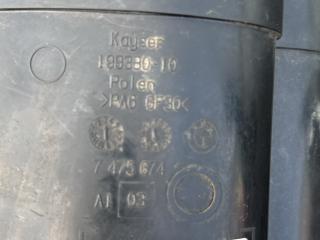 Kayser
Polen
>PA6 GF30<
7 475 674
AI 03